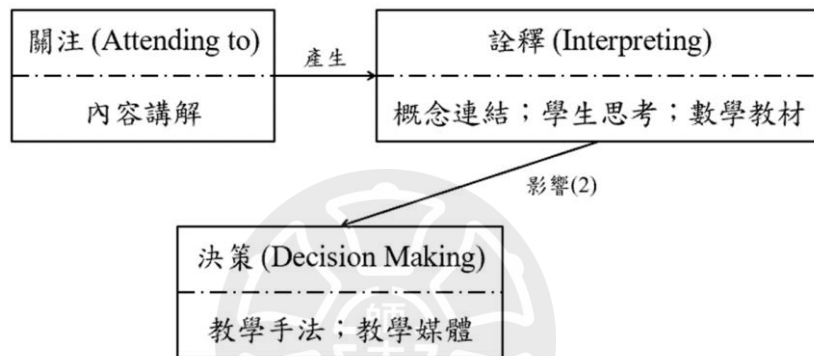 關注 (Attending to)
產生
詮釋 (Interpreting)
內容講解
概念連結；學生思考；數學教材
影響(2)
決策 (Decision Making)
教學手法；教學媒體
師